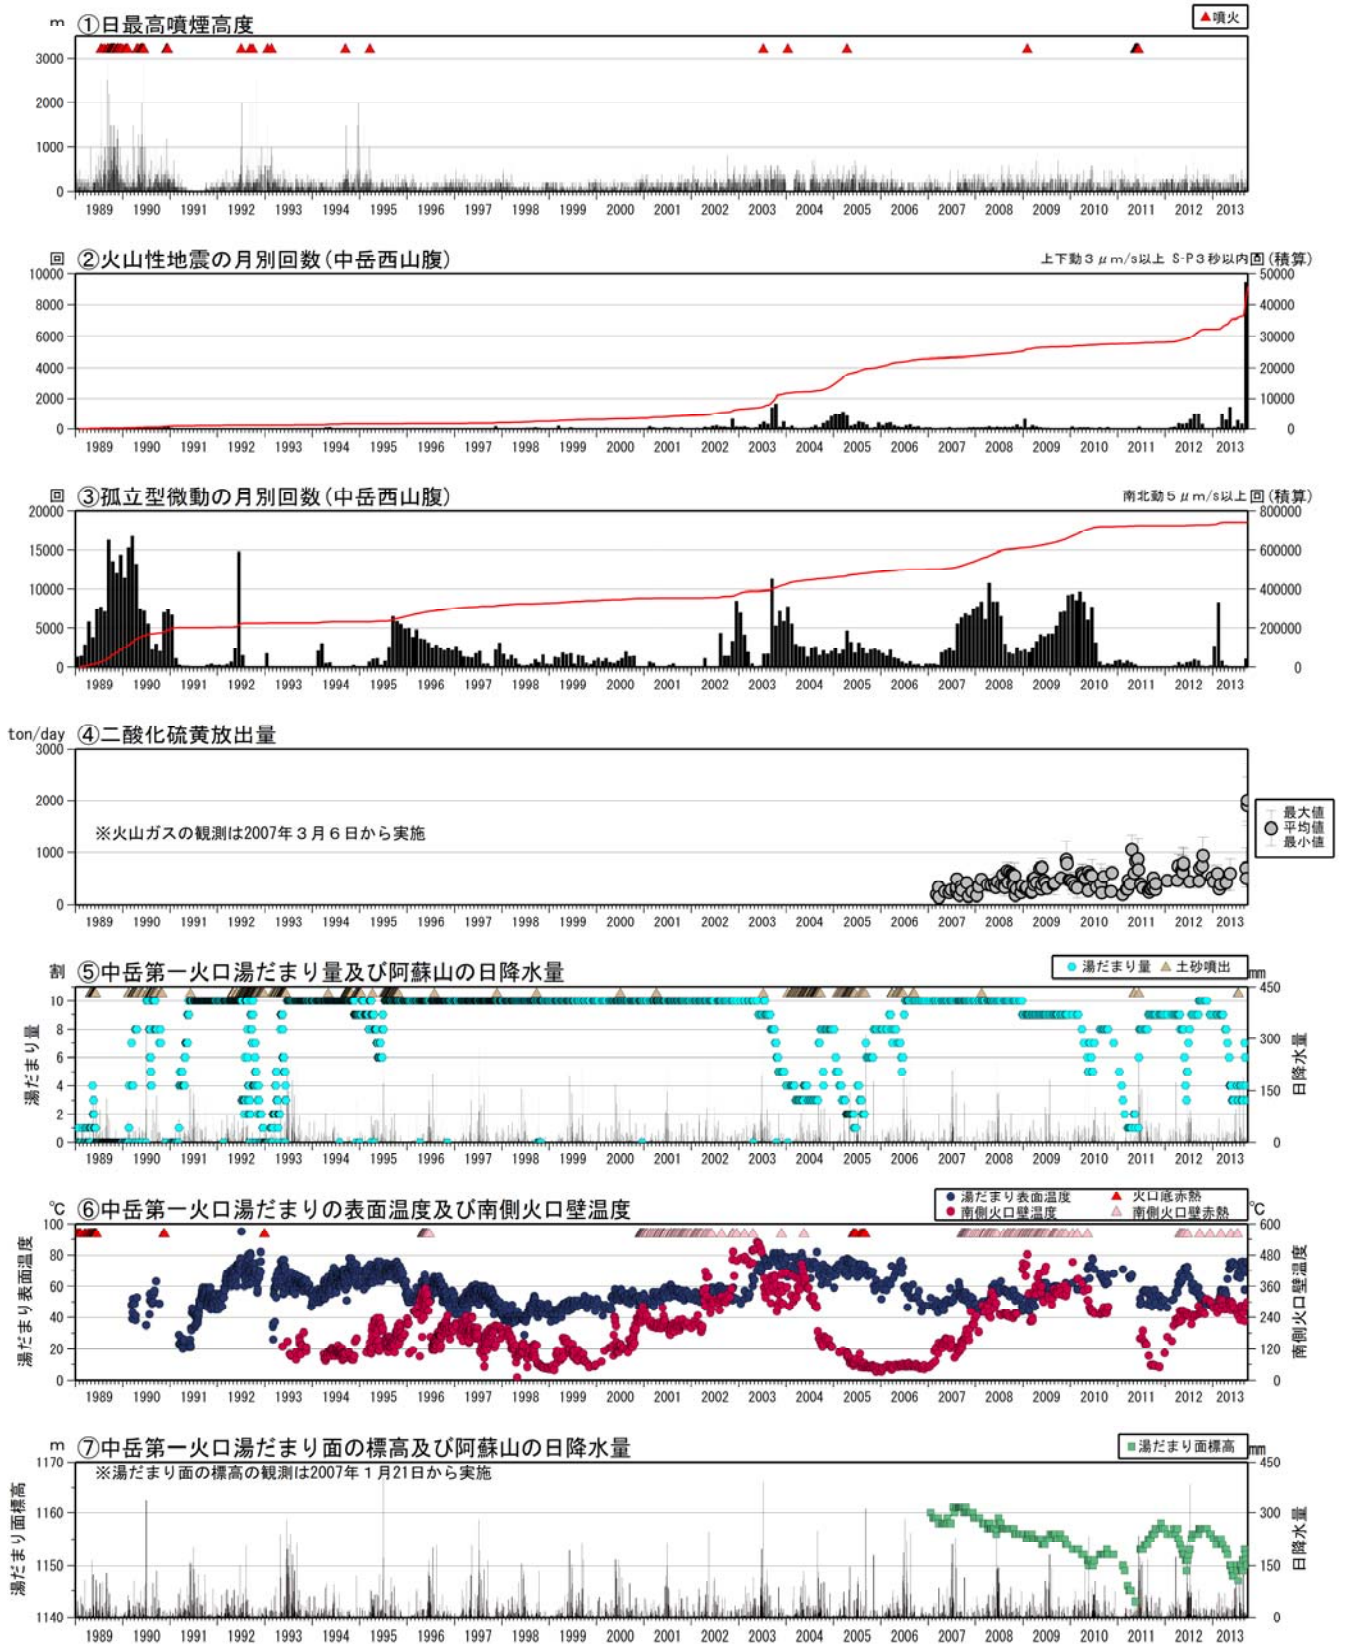 m ①日最高噴煙高度 ▲噴火
3000
2000
1000
0
1989 1990 1991 1992 1993 1994 1995 1996 1997 1998 1999 2000 2001 2002 2003 2004 2005 2006 2007 2008 2009 2010 2011 2012 2013
回 ②火山性地震の月別回数(中岳西山腹) 上下動3μm/s以上 S-P3秒以内 回(積算)
10000 50000
8000 40000
6000 30000
4000 20000
2000 10000
0 0
1989 1990 1991 1992 1993 1994 1995 1996 1997 1998 1999 2000 2001 2002 2003 2004 2005 2006 2007 2008 2009 2010 2011 2012 2013
回 ③孤立型微動の月別回数(中岳西山腹) 南北動5μm/s以上 回(積算)
20000 800000
15000 600000
10000 400000
5000 200000
0 0
1989 1990 1991 1992 1993 1994 1995 1996 1997 1998 1999 2000 2001 2002 2003 2004 2005 2006 2007 2008 2009 2010 2011 2012 2013
ton/day ④二酸化硫黄放出量
3000
2000
※火山ガスの観測は2007年3月6日から実施
最大値
平均値
最小値
1000
0
1989 1990 1991 1992 1993 1994 1995 1996 1997 1998 1999 2000 2001 2002 2003 2004 2005 2006 2007 2008 2009 2010 2011 2012 2013
割 ⑤中岳第一火口湯だまり量及び阿蘇山の日降水量 湯だまり量 土砂噴出 mm
湯だまり量
日降水量
10 450
8 300
6
4 150
2
0 0
1989 1990 1991 1992 1993 1994 1995 1996 1997 1998 1999 2000 2001 2002 2003 2004 2005 2006 2007 2008 2009 2010 2011 2012 2013
℃ ⑥中岳第一火口湯だまりの表面温度及び南側火口壁温度 ℃
湯だまり表面温度 火口底赤熱
南側火口壁温度 南側火口壁赤熱
湯だまり表面温度
南側火口壁温度
100 600
80 480
60 360
40 240
20 120
0 0
1989 1990 1991 1992 1993 1994 1995 1996 1997 1998 1999 2000 2001 2002 2003 2004 2005 2006 2007 2008 2009 2010 2011 2012 2013
m ⑦中岳第一火口湯だまり面の標高及び阿蘇山の日降水量 湯だまり面標高 mm
※湯だまり面の標高の観測は2007年1月21日から実施
湯だまり面標高
日降水量
1170 450
1160 300
1150 150
1140 0
1989 1990 1991 1992 1993 1994 1995 1996 1997 1998 1999 2000 2001 2002 2003 2004 2005 2006 2007 2008 2009 2010 2011 2012 2013